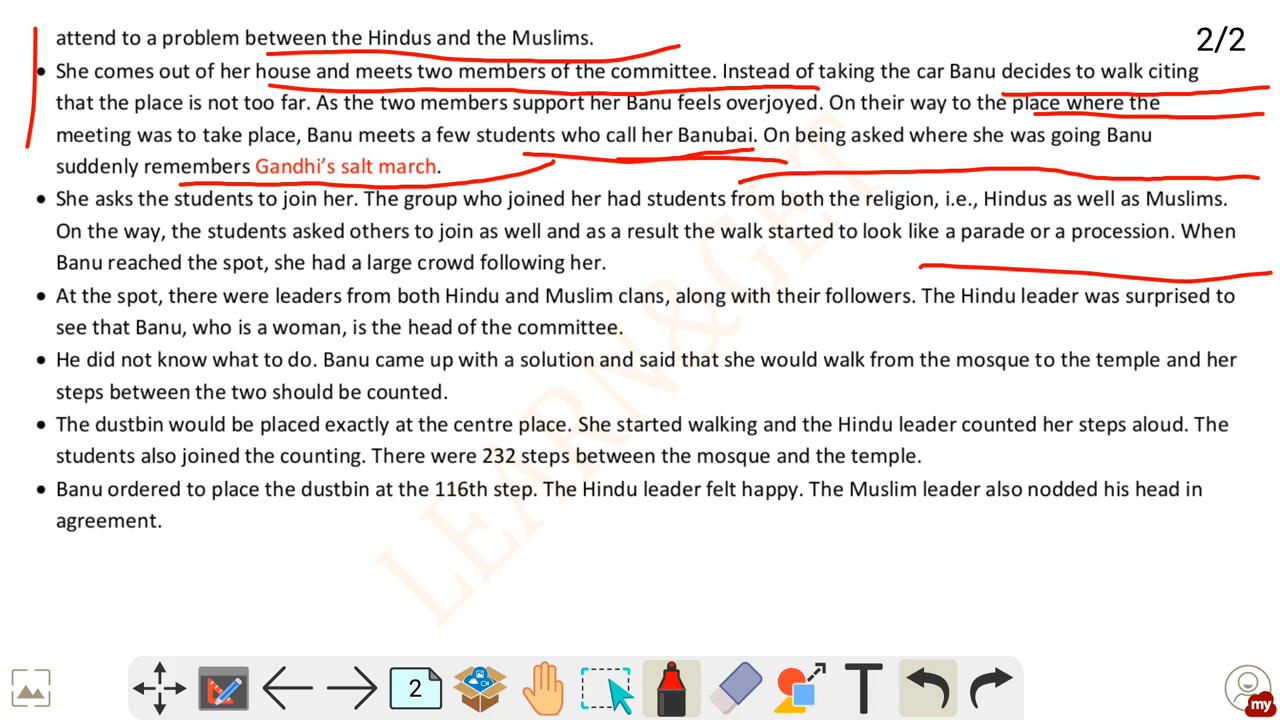 2/2
attend to a problem between the Hindus and the Muslims.
• She comes out of her house and meets two members of the committee. Instead of taking the car Banu decides to walk citing
that the place is not too far. As the two members support her Banu feels overjoyed. On their way to the place where the
meeting was to take place, Banu meets a few students who call her Banubai. On being asked where she was going Banu
suddenly remembers Gandhi's salt march.
• She asks the students to join her. The group who joined her had students from both the religion, i.e., Hindus as well as Muslims.
On the way, the students asked others to join as well and as a result the walk started to look like a parade or a procession. When
Banu reached the spot, she had a large crowd following her.
• At the spot, there were leaders from both Hindu and Muslim clans, along with their followers. The Hindu leader was surprised to
see that Banu, who is a woman, is the head of the committee.
• He did not know what to do. Banu came up with a solution and said that she would walk from the mosque to the temple and her
steps between the two should be counted.
• The dustbin would be placed exactly at the centre place. She started walking and the Hindu leader counted her steps aloud. The
students also joined the counting. There were 232 steps between the mosque and the temple.
• Banu ordered to place the dustbin at the 116th step. The Hindu leader felt happy. The Muslim leader also nodded his head in
agreement.
LEARN&GET
2
T
my